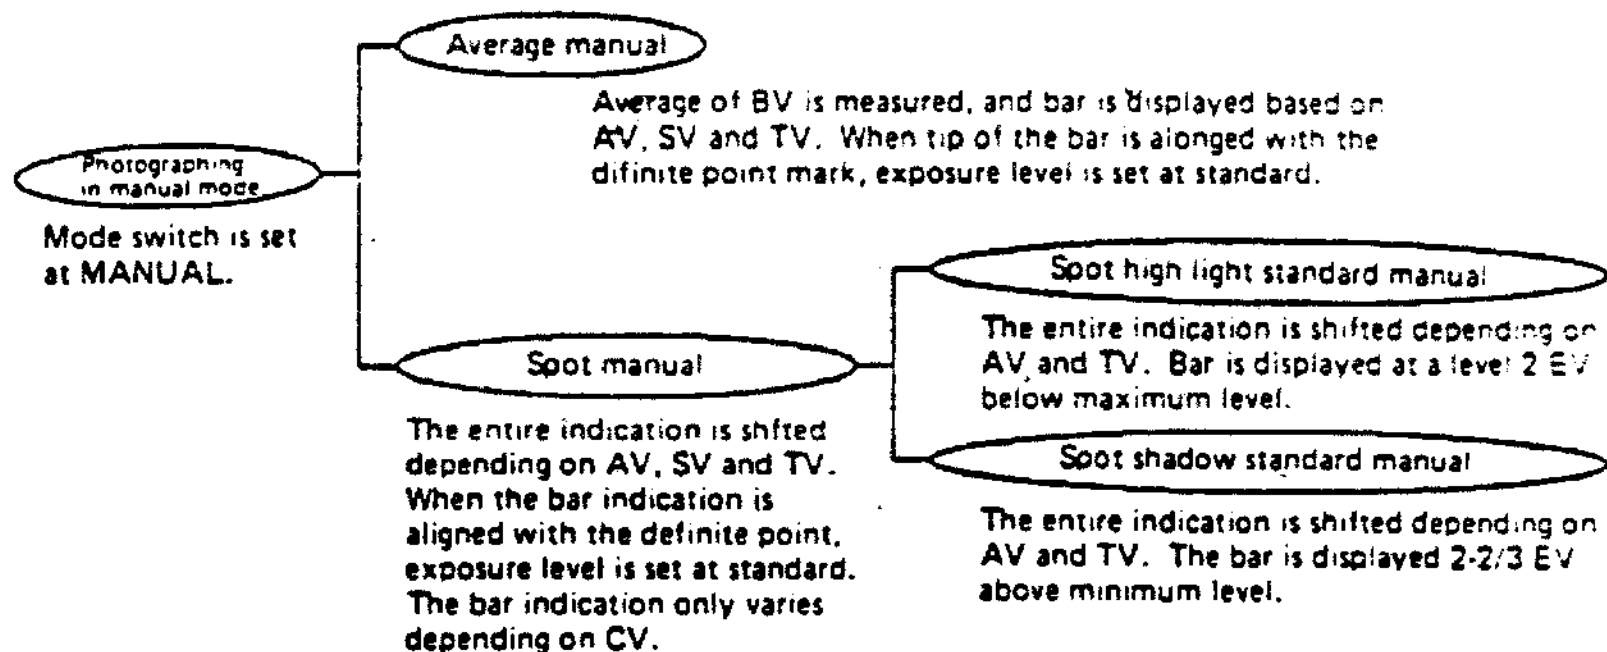 Average manual
Average of BV is measured, and bar is displayed based on
AV, SV and TV. When tip of the bar is alonged with the
difinite point mark, exposure level is set at standard.
Photographing
in manual mode
Mode switch is set
at MANUAL.
Spot manual
The entire indication is shfted
depending on AV, SV and TV.
When the bar indication is
aligned with the definite point,
exposure level is set at standard.
The bar indication only varies
depending on CV.
Spot high light standard manual
The entire indication is shifted depending on
AV, and TV. Bar is displayed at a level 2 EV
below maximum level.
Spot shadow standard manual
The entire indication is shifted depending on
AV and TV. The bar is displayed 2-2/3 EV
above minimum level.